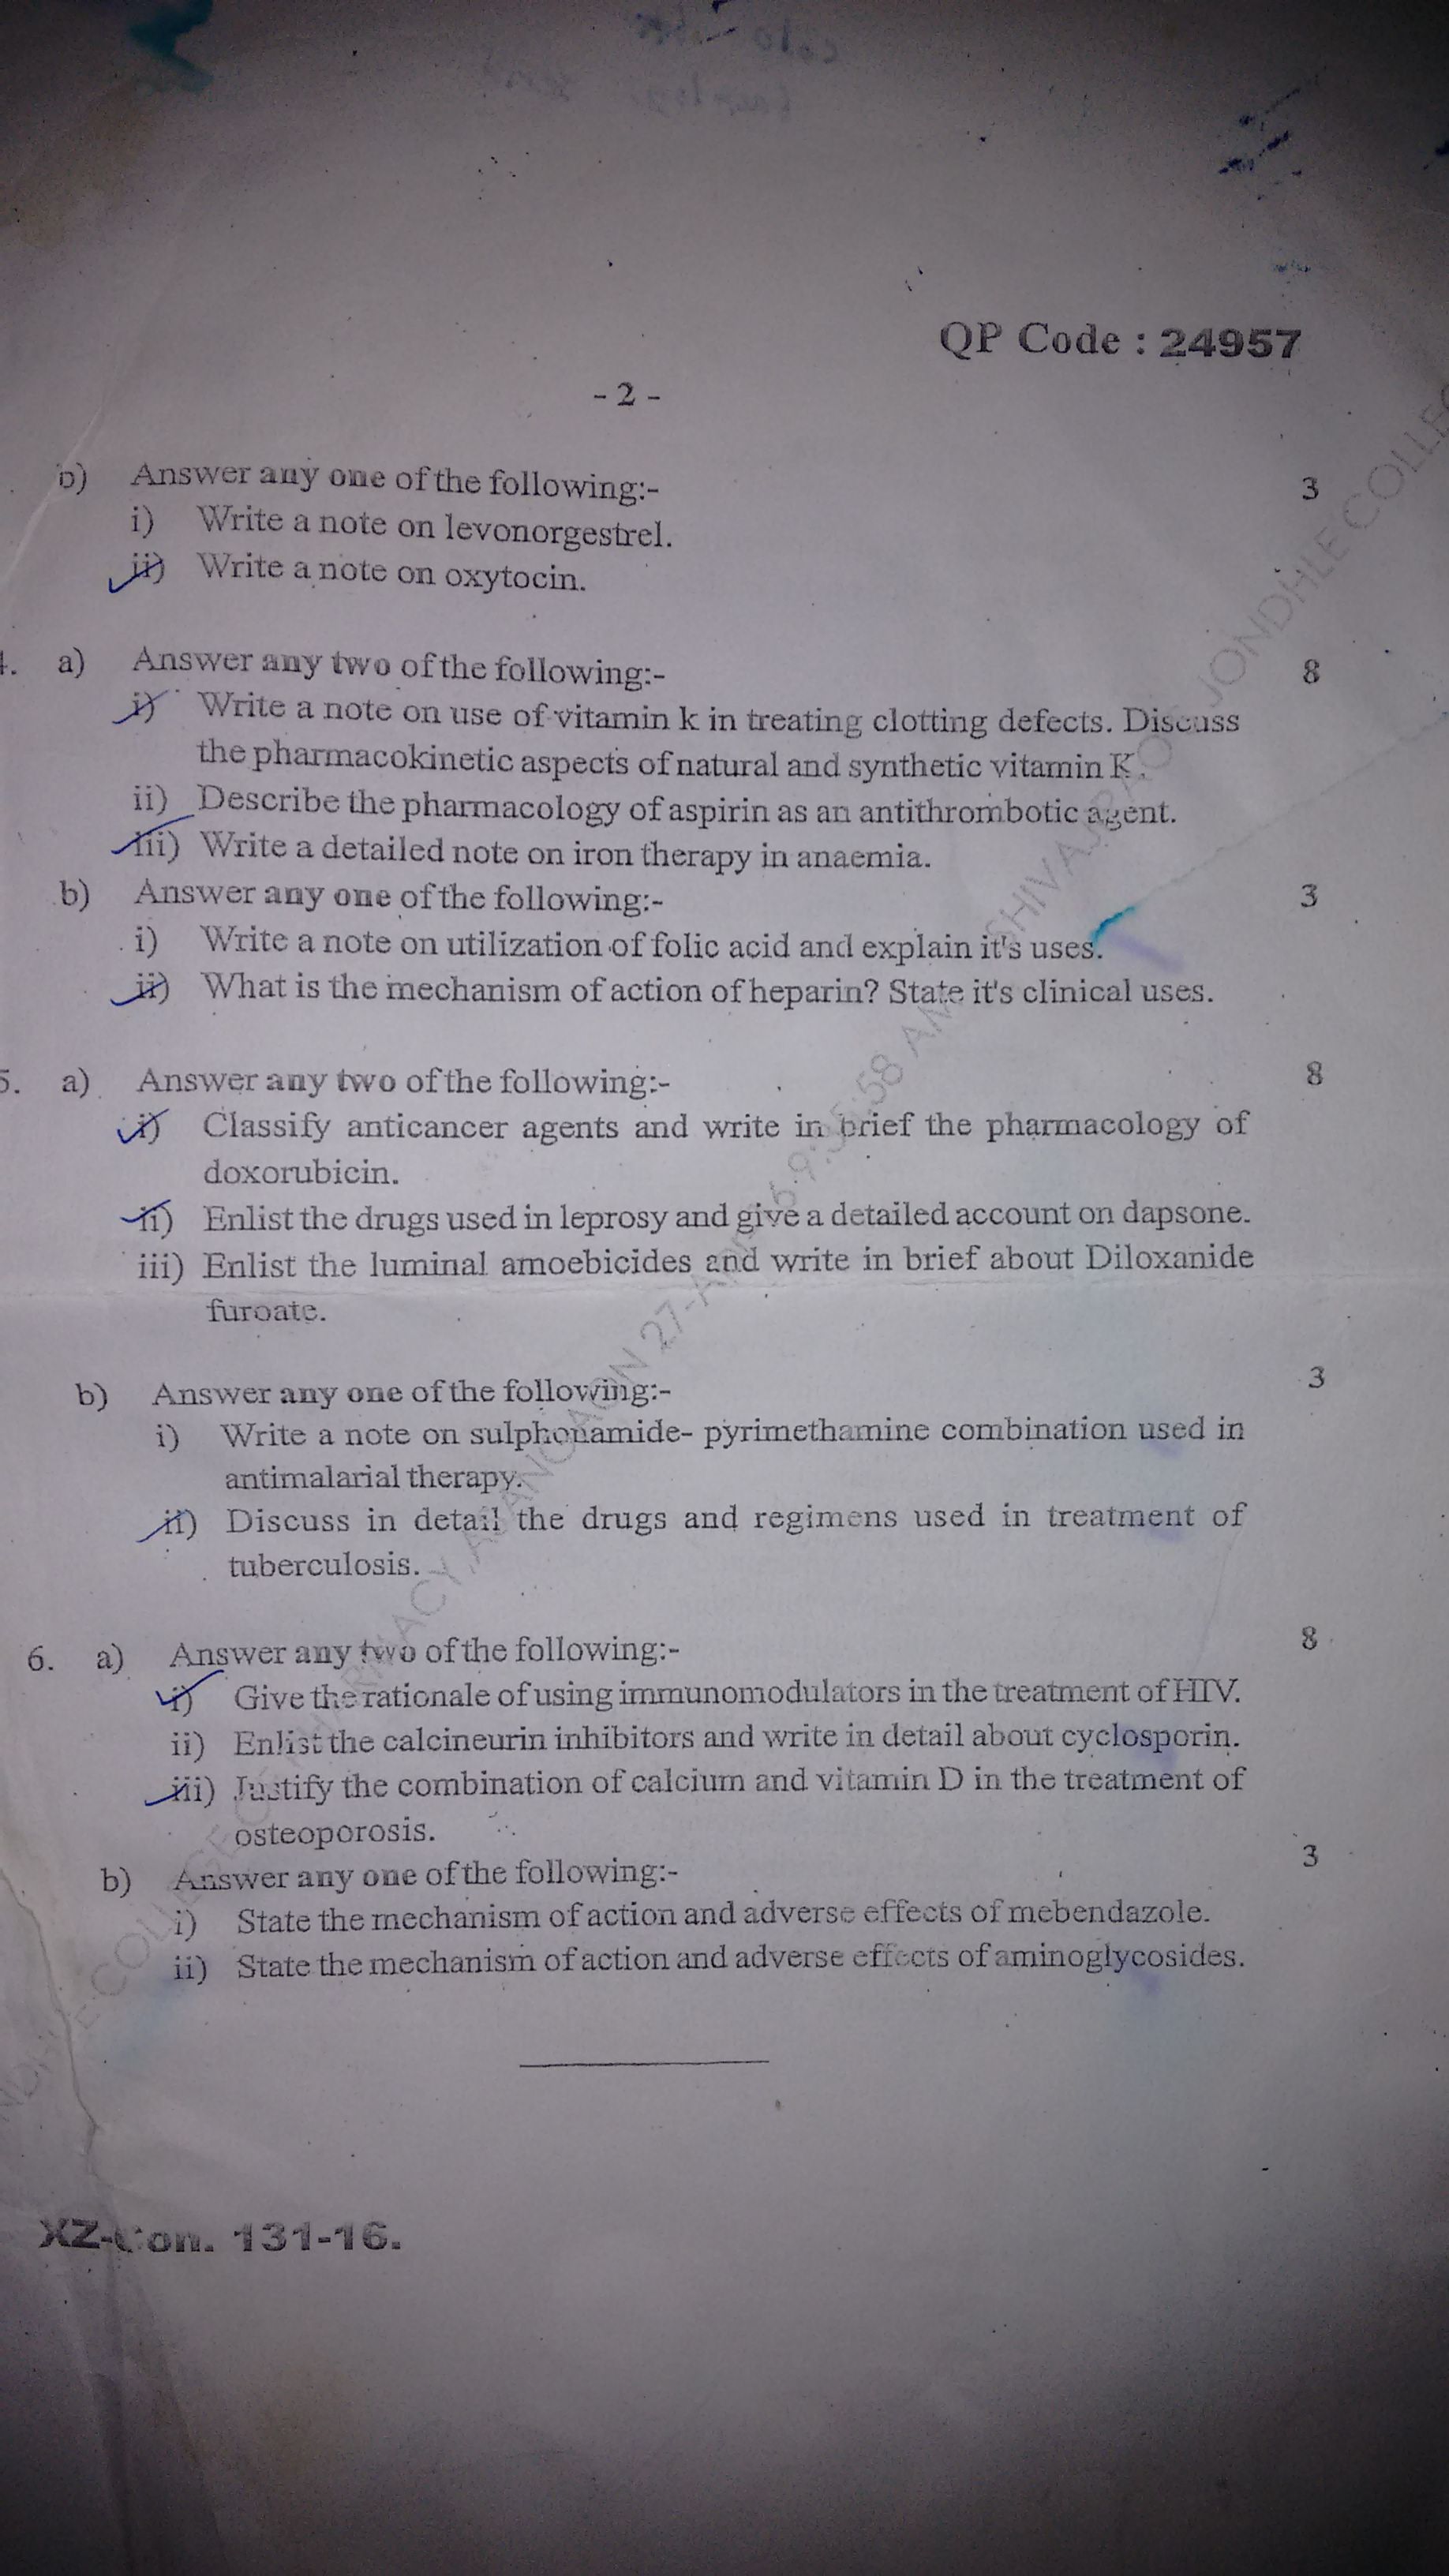 QP Code : 24957
- 2 -
b) Answer any one of the following:- 3
i) Write a note on levonorgestrel.
ii) Write a note on oxytocin.
4. a) Answer any two of the following:- 8
i) Write a note on use of vitamin k in treating clotting defects. Discuss
the pharmacokinetic aspects of natural and synthetic vitamin K.
ii) Describe the pharmacology of aspirin as an antithrombotic agent.
iii) Write a detailed note on iron therapy in anaemia.
b) Answer any one of the following:- 3
i) Write a note on utilization of folic acid and explain it's uses.
ii) What is the mechanism of action of heparin? State it's clinical uses.
5. a) Answer any two of the following:- 8
i) Classify anticancer agents and write in brief the pharmacology of
doxorubicin.
ii) Enlist the drugs used in leprosy and give a detailed account on dapsone.
iii) Enlist the luminal amoebicides and write in brief about Diloxanide
furoate.
b) Answer any one of the following:- 3
i) Write a note on sulphonamide- pyrimethamine combination used in
antimalarial therapy.
ii) Discuss in detail the drugs and regimens used in treatment of
tuberculosis.
6. a) Answer any two of the following:- 8
i) Give the rationale of using immunomodulators in the treatment of HIV.
ii) Enlist the calcineurin inhibitors and write in detail about cyclosporin.
iii) Justify the combination of calcium and vitamin D in the treatment of
osteoporosis.
b) Answer any one of the following:- 3
i) State the mechanism of action and adverse effects of mebendazole.
ii) State the mechanism of action and adverse effects of aminoglycosides.
XZ-Con. 131-16.